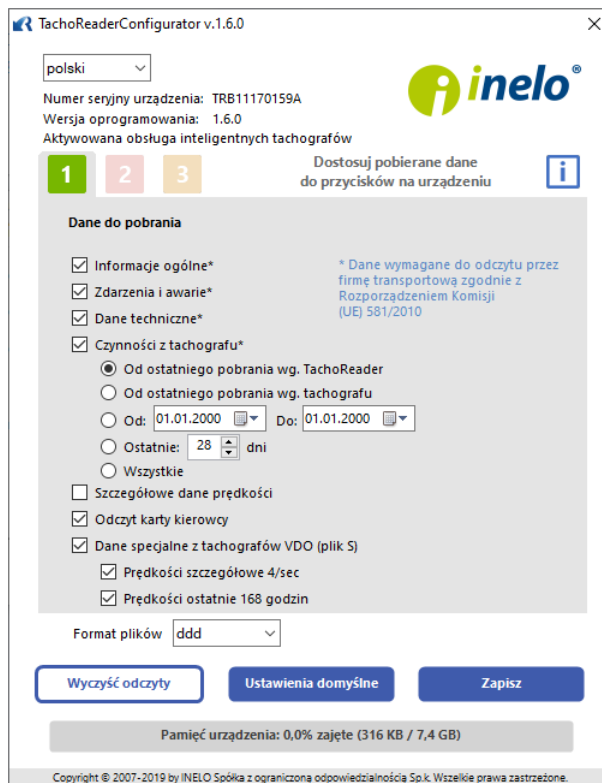 TachoReaderConfigurator v.1.6.0
polski
inelo®
Numer seryjny urządzenia: TRB11170159A
Wersja oprogramowania: 1.6.0
Aktywowana obsługa inteligentnych tachografów
1 2 3
Dostosuj pobierane dane
do przycisków na urządzeniu
i
Dane do pobrania
Informacje ogólne*
Zdarzenia i awarie*
Dane techniczne*
* Dane wymagane do odczytu przez
firmę transportową zgodnie z
Rozporządzeniem Komisji
(UE) 581/2010
Czynności z tachografu*
Od ostatniego pobrania wg. TachoReader
Od ostatniego pobrania wg. tachografu
Od: 01.01.2000 Do: 01.01.2000
Ostatnie: 28 dni
Wszystkie
Szczegółowe dane prędkości
Odczyt karty kierowcy
Dane specjalne z tachografów VDO (plik S)
Prędkości szczegółowe 4/sec
Prędkości ostatnie 168 godzin
Format plików ddd
Wyczyść odczyty Ustawienia domyślne Zapisz
Pamięć urządzenia: 0,0% zajęte (316 KB / 7,4 GB)
Copyright © 2007-2019 by INELO Spółka z ograniczoną odpowiedzialnością Sp.k. Wszelkie prawa zastrzeżone.